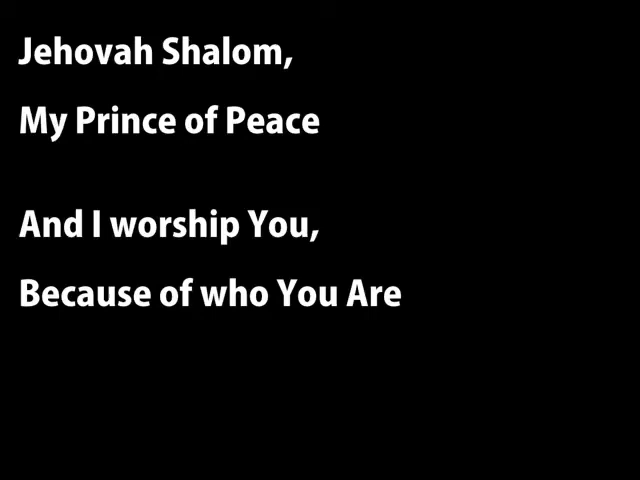 Jehovah Shalom,
My Prince of Peace
And I worship You,
Because of who You Are